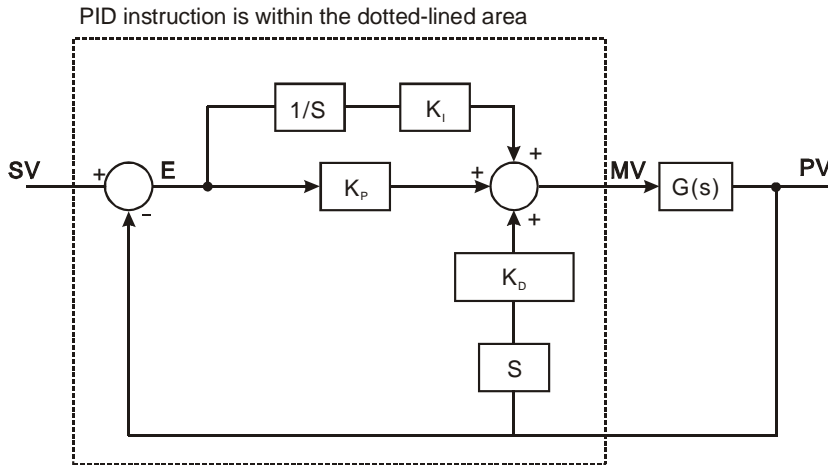 PID instruction is within the dotted-lined area
1/S
K_I
+
SV
+
E
K_P
+
MV
G(s)
PV
-
+
K_D
S